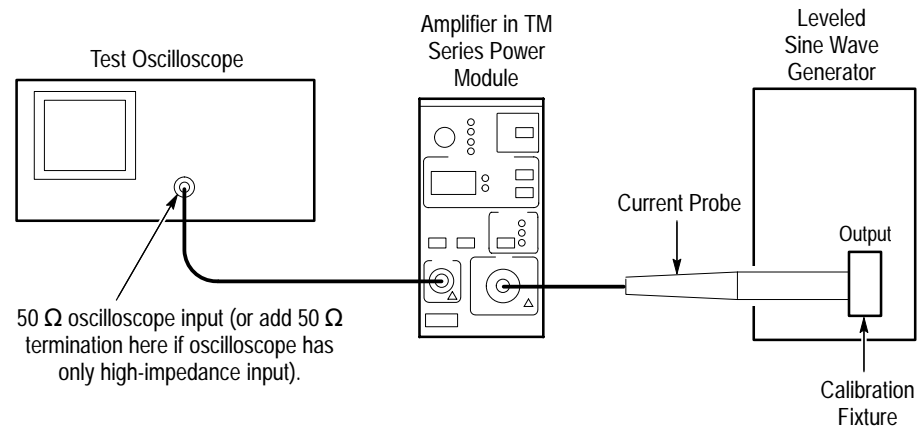 Test Oscilloscope
Amplifier in TM
Series Power
Module
Leveled
Sine Wave
Generator
Current Probe
Output
50 Ω oscilloscope input (or add 50 Ω
termination here if oscilloscope has
only high-impedance input).
Calibration
Fixture